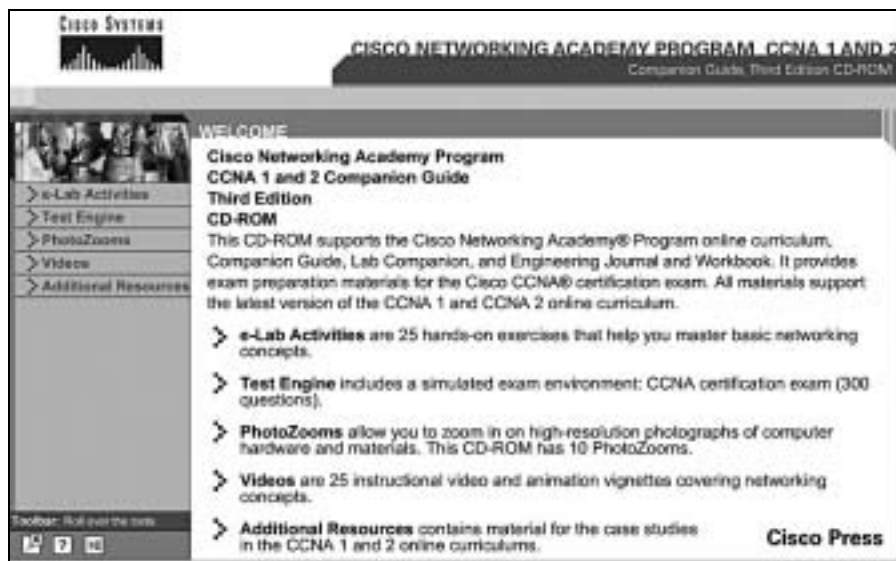 CISCO SYSTEMS
CISCO NETWORKING ACADEMY PROGRAM CCNA 1 AND 2
Companion Guide, Third Edition CD-ROM
WELCOME
e-Lab Activities
Test Engine
PhotoZooms
Videos
Additional Resources
Cisco Networking Academy Program
CCNA 1 and 2 Companion Guide
Third Edition
CD-ROM
This CD-ROM supports the Cisco Networking Academy® Program online curriculum,
Companion Guide, Lab Companion, and Engineering Journal and Workbook. It provides
exam preparation materials for the Cisco CCNA® certification exam. All materials support
the latest version of the CCNA 1 and CCNA 2 online curriculum.
e-Lab Activities are 25 hands-on exercises that help you master basic networking
concepts.
Test Engine includes a simulated exam environment: CCNA certification exam (300
questions).
PhotoZooms allow you to zoom in on high-resolution photographs of computer
hardware and materials. This CD-ROM has 10 PhotoZooms.
Videos are 25 instructional video and animation vignettes covering networking
concepts.
Additional Resources contains material for the case studies
in the CCNA 1 and 2 online curriculums.
Toolbar: Roll over the tools
?
Cisco Press